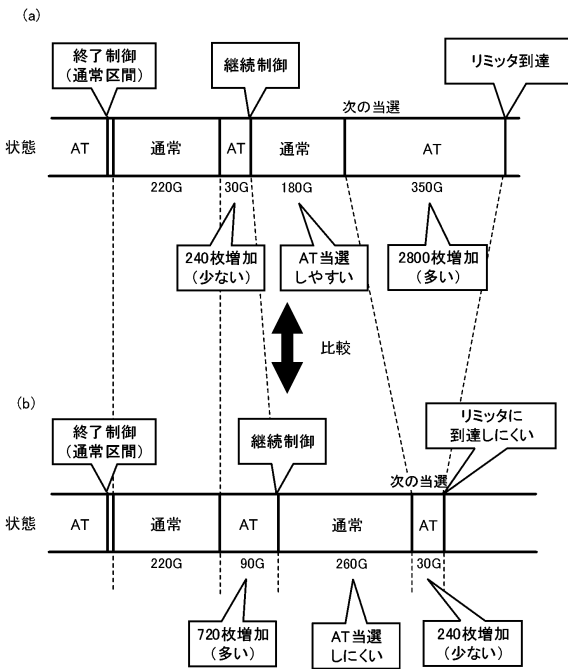 (a)
終了制御
(通常区間)
継続制御
リミッタ到達
次の当選
状態
AT
通常
AT
通常
AT
220G
30G
180G
350G
240枚増加
(少ない)
AT当選
しやすい
2800枚増加
(多い)
比較
(b)
終了制御
(通常区間)
継続制御
リミッタに
到達しにくい
次の当選
状態
AT
通常
AT
通常
AT
220G
90G
260G
30G
720枚増加
(多い)
AT当選
しにくい
240枚増加
(少ない)